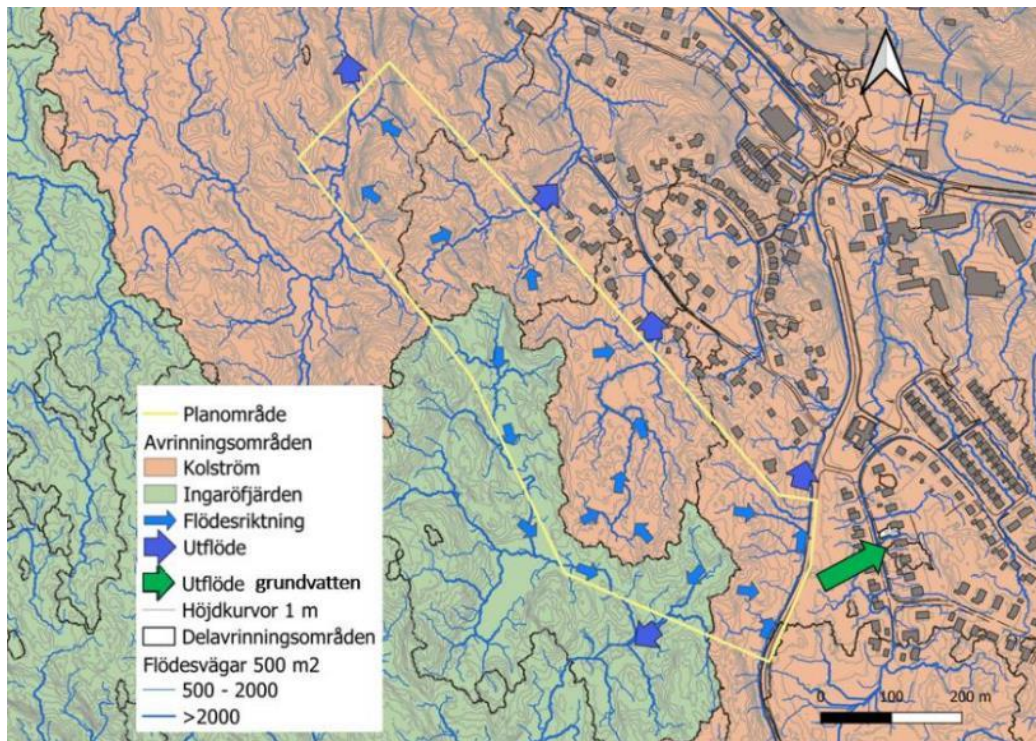 Planområde
Avrinningsområden
Kolström
Ingaröfjärden
Flödesriktning
Utflöde
Utflöde grundvatten
Höjdkurvor 1 m
Delavrinningsområden
Flödesvägar 500 m2
500 - 2000
>2000
0 100 200 m